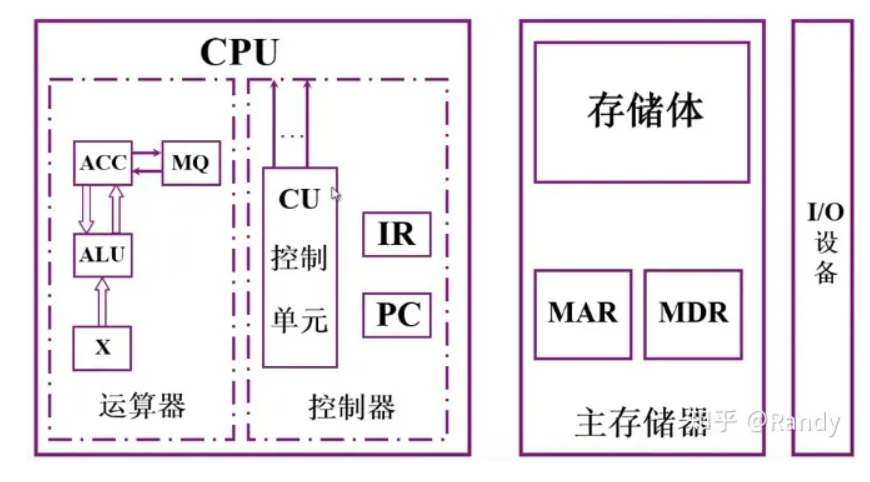 CPU
ACC
MQ
ALU
X
运算器
...
CU
控制
单元
IR
PC
控制器
存储体
MAR
MDR
主存储器
知乎 @Randy
I/O
设
备